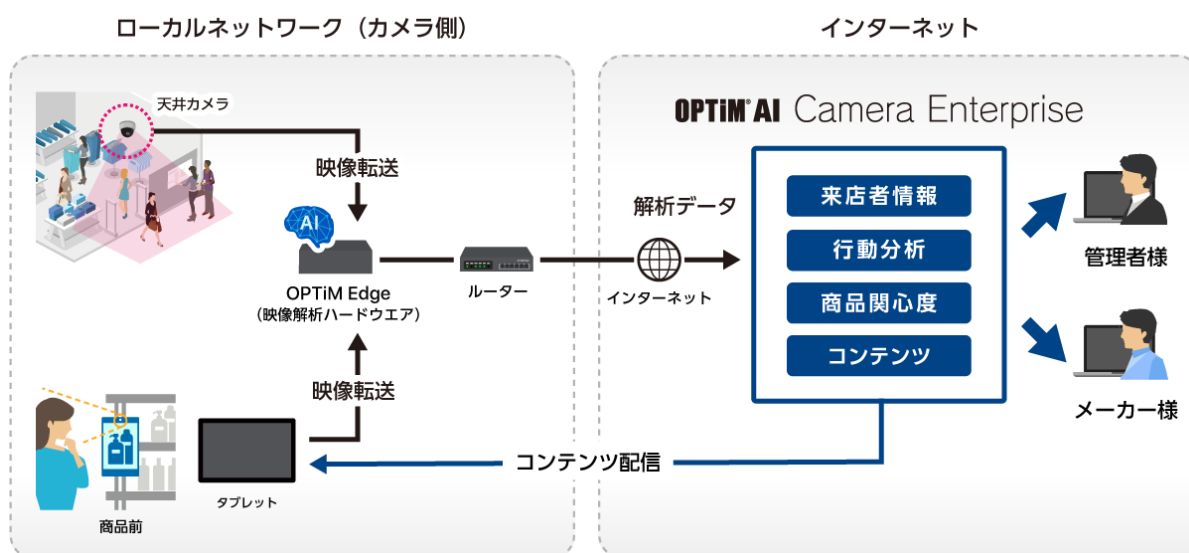 ローカルネットワーク（カメラ側）
インターネット
天井カメラ
映像転送
AI
OPTiM Edge
（映像解析ハードウエア）
ルーター
解析データ
インターネット
OPTiM® AI Camera Enterprise
来店者情報
行動分析
商品関心度
コンテンツ
管理者様
メーカー様
映像転送
コンテンツ配信
タブレット
商品前